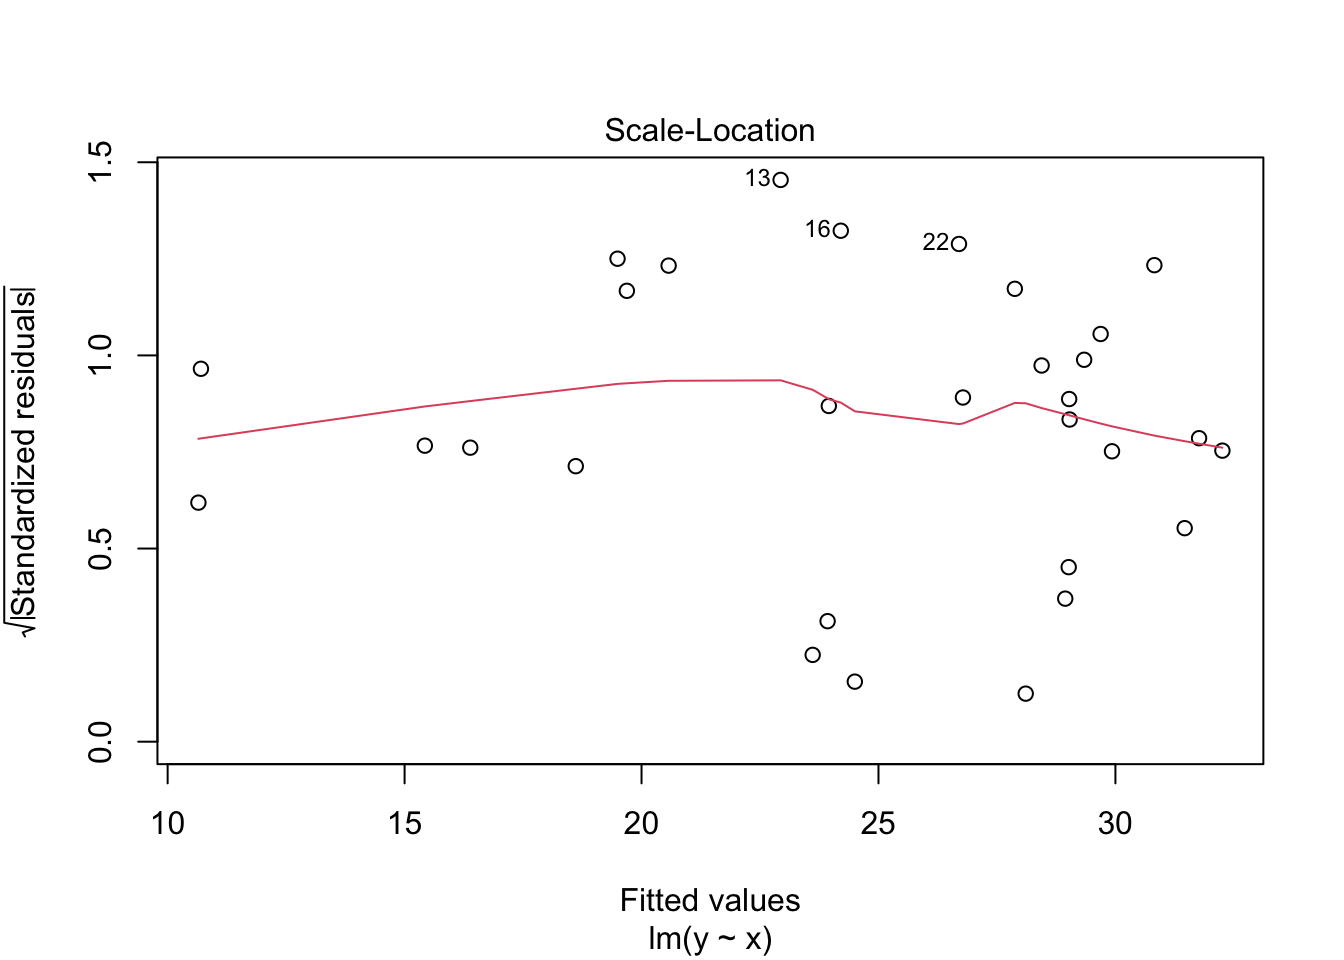 Scale-Location
√|Standardized residuals|
1.5
1.0
0.5
0.0
13
16
22
10 15 20 25 30
Fitted values
lm(y ~ x)